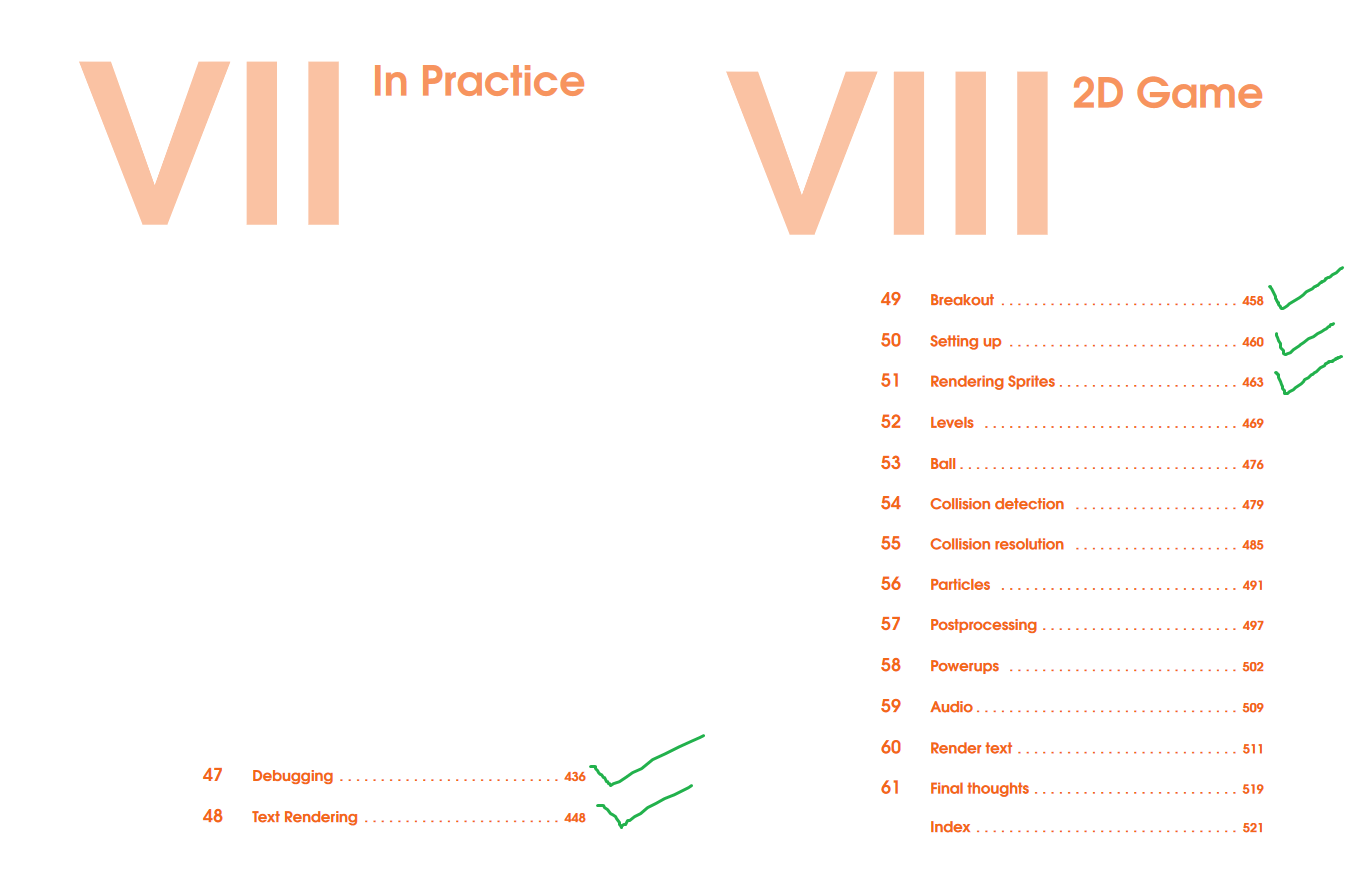 VII In Practice
47 Debugging . . . . . . . . . . . . . . . . . . . . . . . . . . . 436
48 Text Rendering . . . . . . . . . . . . . . . . . . . . . . . . 448
VIII 2D Game
49 Breakout . . . . . . . . . . . . . . . . . . . . . . . . . . . . . 458
50 Setting up . . . . . . . . . . . . . . . . . . . . . . . . . . . . 460
51 Rendering Sprites . . . . . . . . . . . . . . . . . . . . . . 463
52 Levels . . . . . . . . . . . . . . . . . . . . . . . . . . . . . . . 469
53 Ball . . . . . . . . . . . . . . . . . . . . . . . . . . . . . . . . . . 476
54 Collision detection . . . . . . . . . . . . . . . . . . . . 479
55 Collision resolution . . . . . . . . . . . . . . . . . . . . 485
56 Particles . . . . . . . . . . . . . . . . . . . . . . . . . . . . . 491
57 Postprocessing . . . . . . . . . . . . . . . . . . . . . . . . 497
58 Powerups . . . . . . . . . . . . . . . . . . . . . . . . . . . . 502
59 Audio . . . . . . . . . . . . . . . . . . . . . . . . . . . . . . . . 509
60 Render text . . . . . . . . . . . . . . . . . . . . . . . . . . . 511
61 Final thoughts . . . . . . . . . . . . . . . . . . . . . . . . . 519
Index . . . . . . . . . . . . . . . . . . . . . . . . . . . . . . . . 521